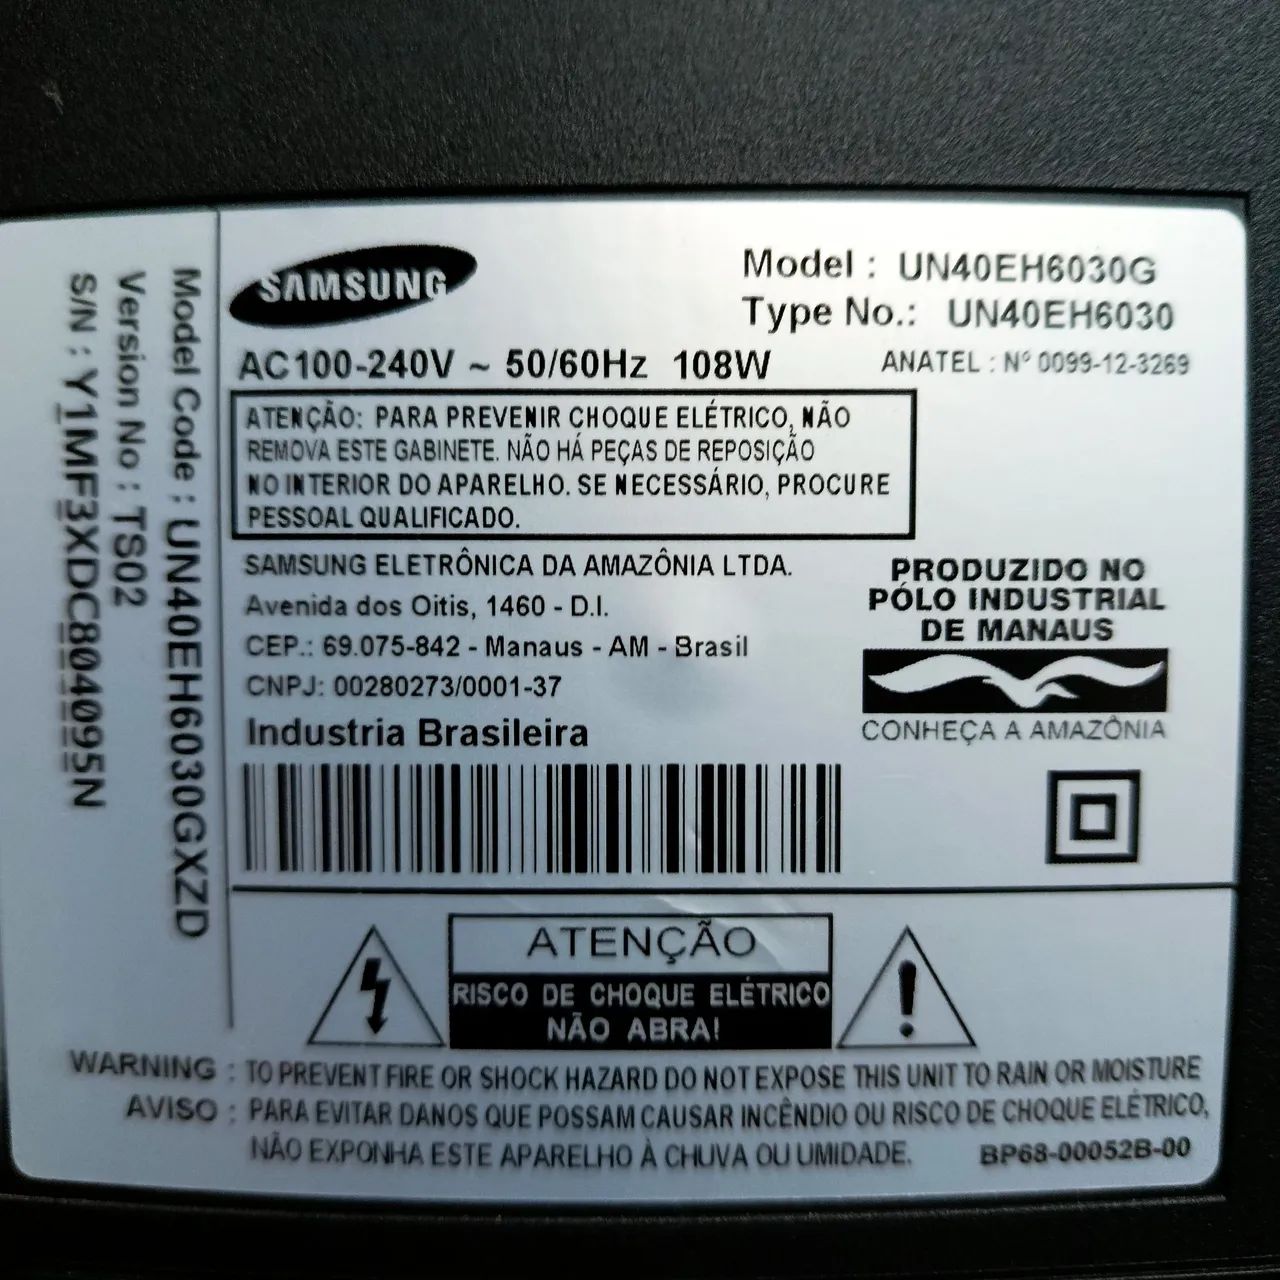 SAMSUNG
Model : UN40EH6030G
Type No.: UN40EH6030
AC100-240V ~ 50/60Hz 108W
ANATEL : Nº 0099-12-3269
ATENÇÃO: PARA PREVENIR CHOQUE ELÉTRICO, NÃO
REMOVA ESTE GABINETE. NÃO HÁ PEÇAS DE REPOSIÇÃO
NO INTERIOR DO APARELHO. SE NECESSÁRIO, PROCURE
PESSOAL QUALIFICADO.
SAMSUNG ELETRÔNICA DA AMAZÔNIA LTDA.
Avenida dos Oitis, 1460 - D.I.
CEP.: 69.075-842 - Manaus - AM - Brasil
CNPJ: 00280273/0001-37
Industria Brasileira
PRODUZIDO NO
PÓLO INDUSTRIAL
DE MANAUS
CONHEÇA A AMAZÔNIA
Model Code : UN40EH6030GXZD
Version No : TS02
S/N : Y1MF3XDC804095N
ATENÇÃO
RISCO DE CHOQUE ELÉTRICO
NÃO ABRA!
WARNING : TO PREVENT FIRE OR SHOCK HAZARD DO NOT EXPOSE THIS UNIT TO RAIN OR MOISTURE
AVISO : PARA EVITAR DANOS QUE POSSAM CAUSAR INCÊNDIO OU RISCO DE CHOQUE ELÉTRICO,
NÃO EXPONHA ESTE APARELHO À CHUVA OU UMIDADE.
BP68-00052B-00